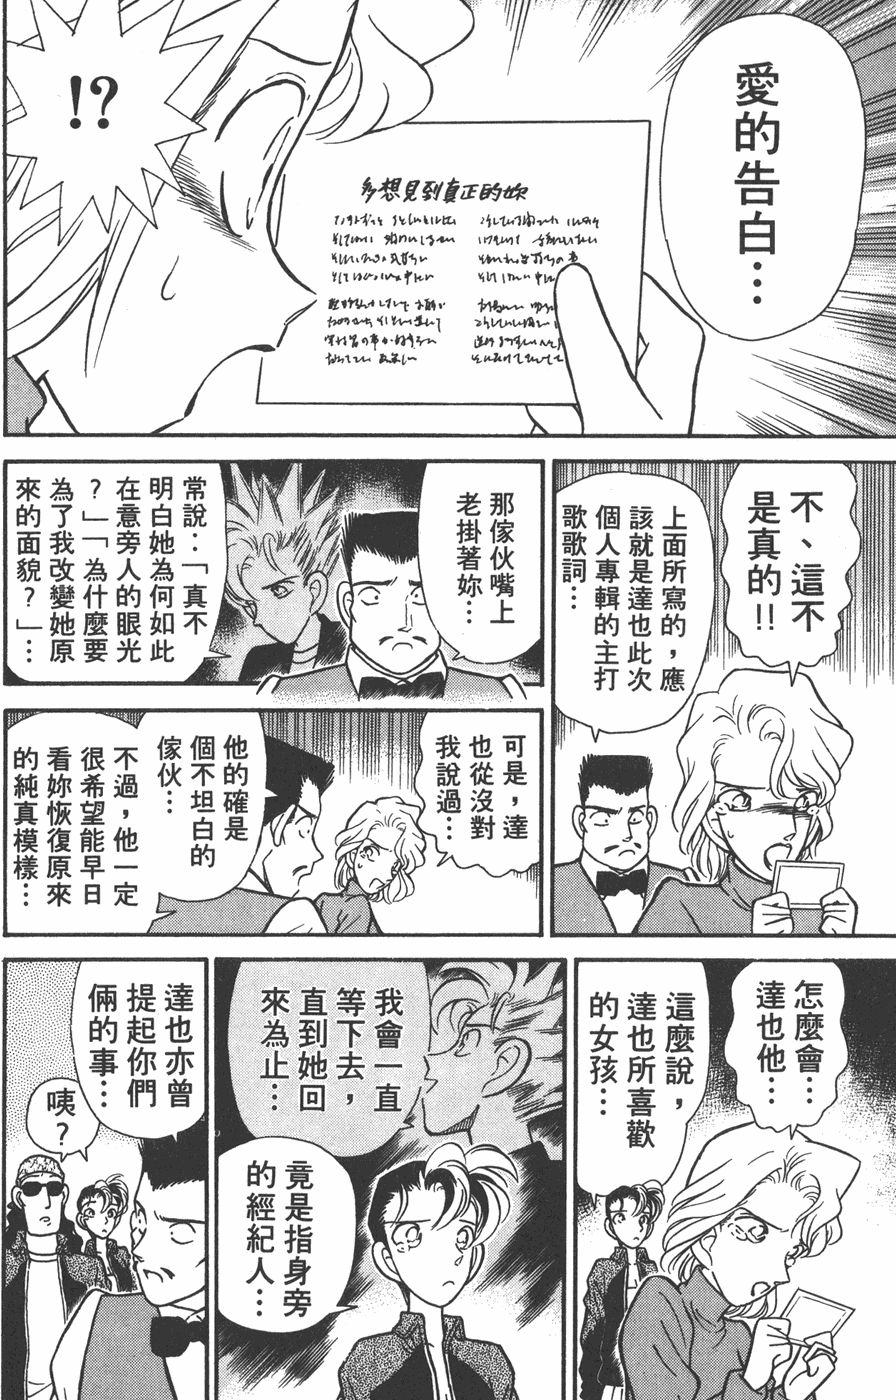 愛的告白…
!?
多想見到真正的妳
不、這不
是真的!!
上面所寫的，應
該就是達也此次
個人專輯的主打
歌歌詞…
那傢伙嘴上
老掛著妳…
常說：「真不
明白她為何如此
在意旁人的眼光
？」「為什麼要
為了我改變她原
來的面貌？」…
可是，達
也從沒對
我說過…
他的確是
個不坦白的
傢伙…
不過，他一定
很希望能早日
看妳恢復原來
的純真模樣…
怎麼會…
達也他…
這麼說，
達也所喜歡
的女孩…
我會一直
等下去，
直到她回
來為止…
竟是指身旁
的經紀人…
達也亦曾
提起你們
倆的事…
咦？